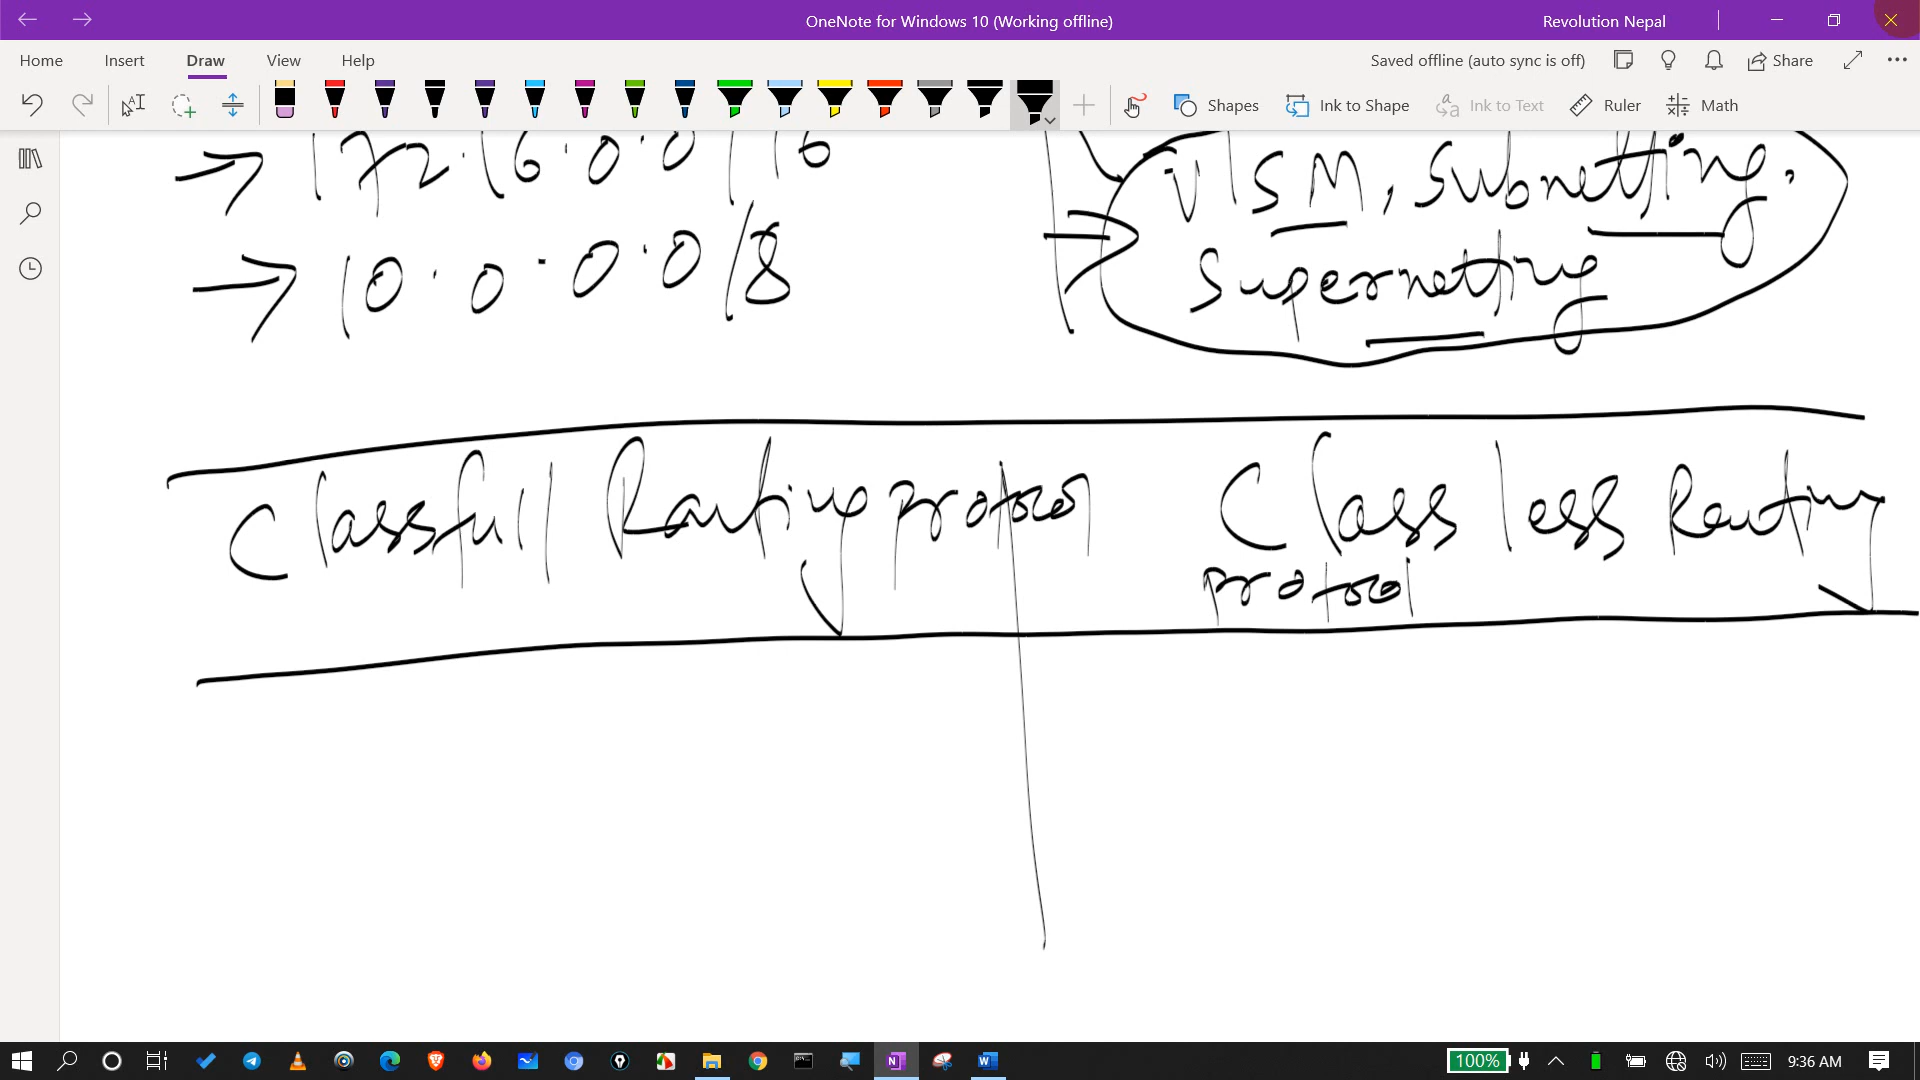 OneNote for Windows 10 (Working offline)
Revolution Nepal
Home Insert Draw View Help
Saved offline (auto sync is off) Share
Shapes Ink to Shape Ink to Text Ruler Math
→ 172.16.0.0/16
→ 10.0.0.0/8
VlSM, Subnetting,
Supernetting
Classfull Routing protocol
Class less Routing
protocol
100% 9:36 AM